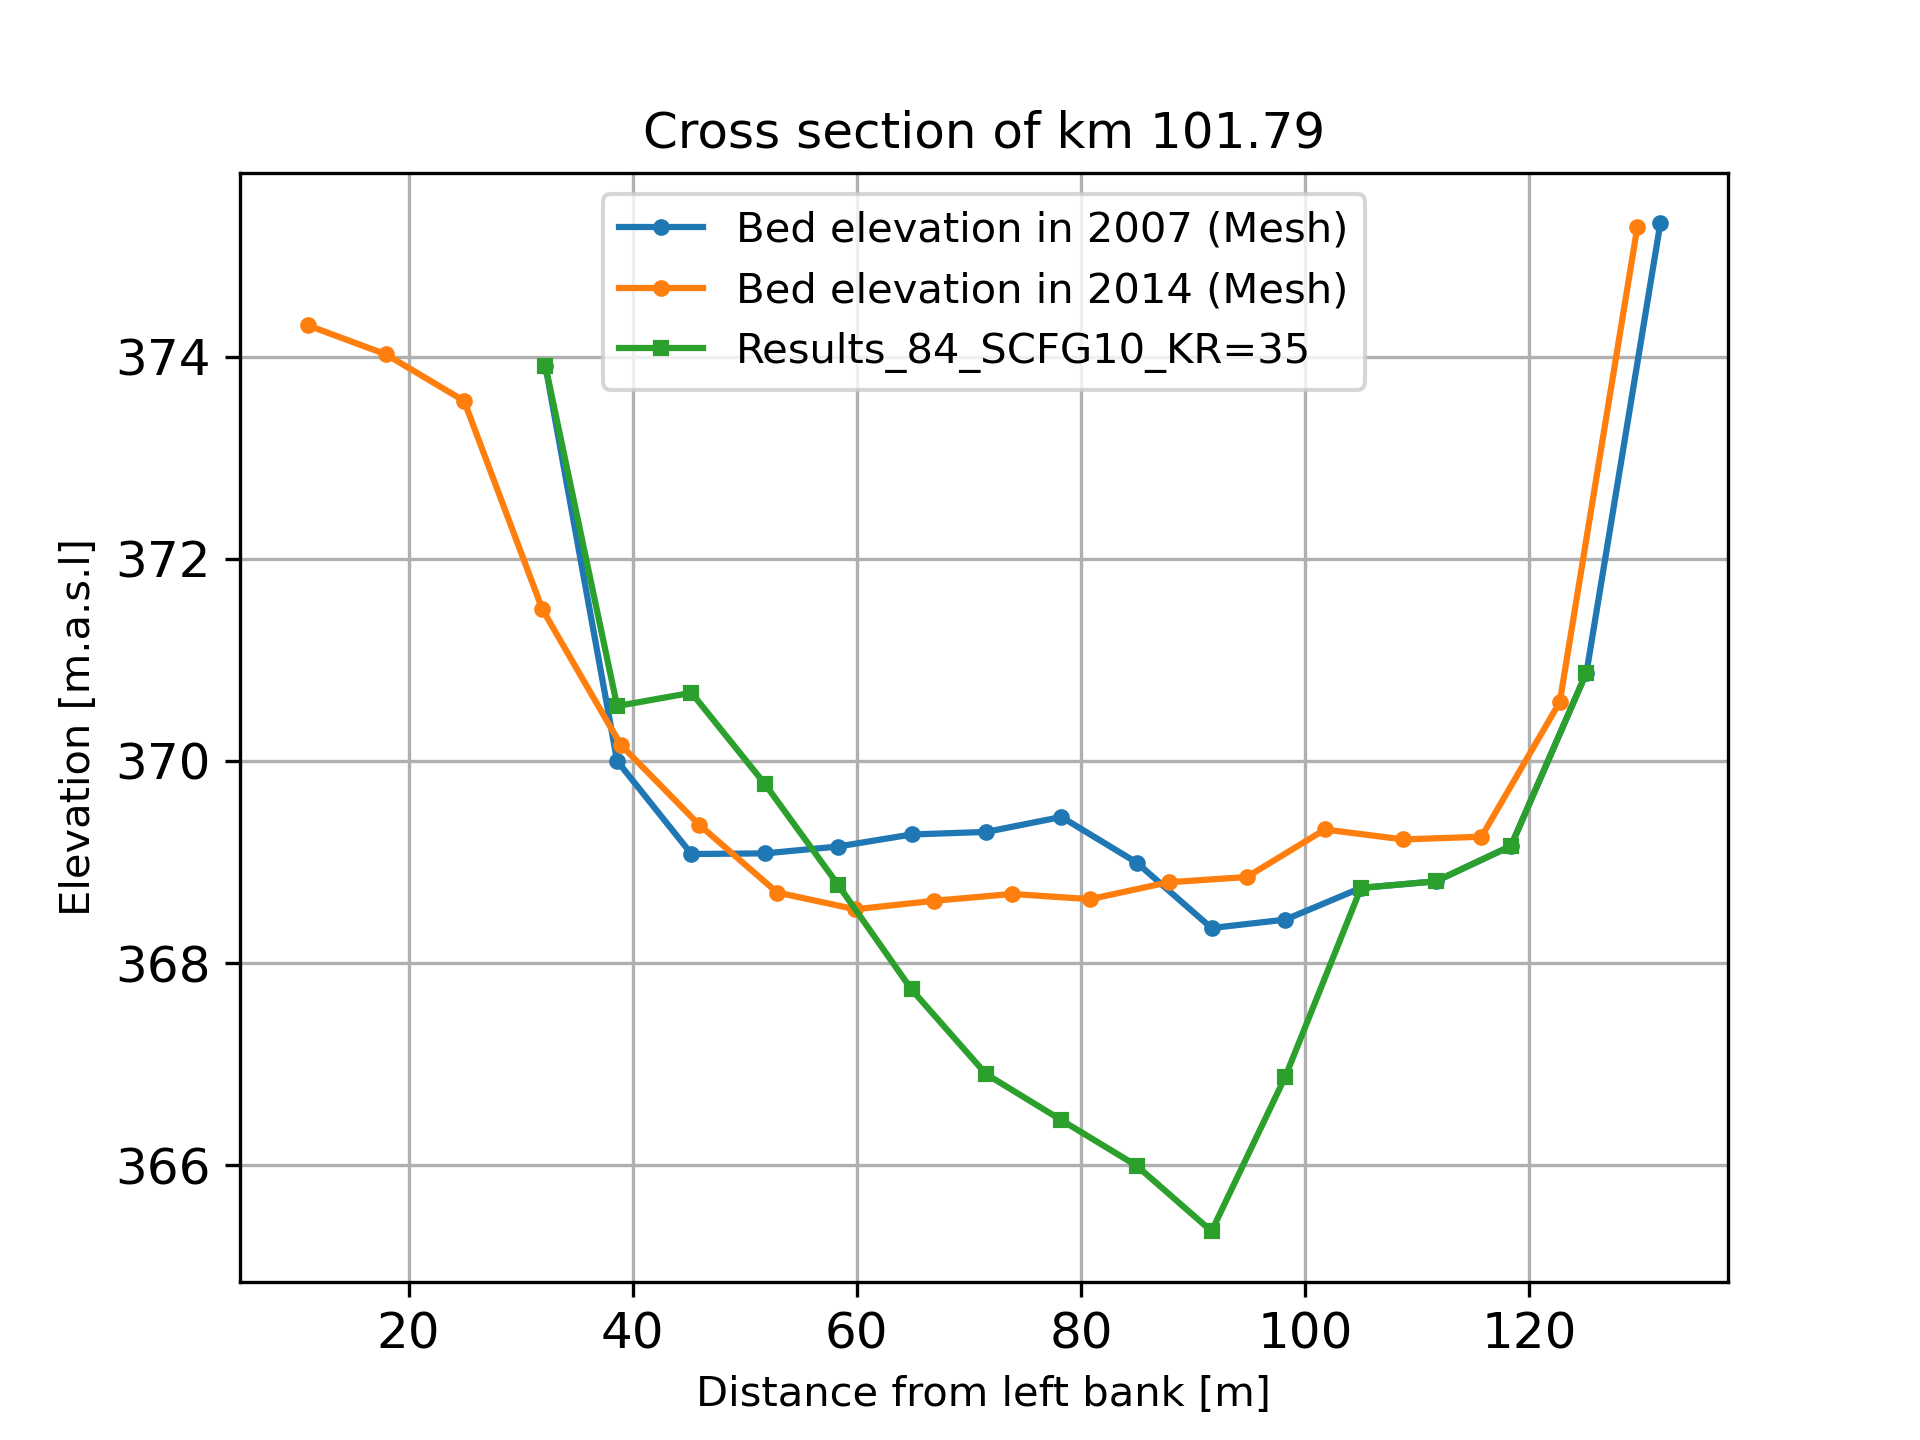 Cross section of km 101.79
Bed elevation in 2007 (Mesh)
Bed elevation in 2014 (Mesh)
Results_84_SCFG10_KR=35
374
372
370
368
366
Elevation [m.a.s.l]
20 40 60 80 100 120
Distance from left bank [m]